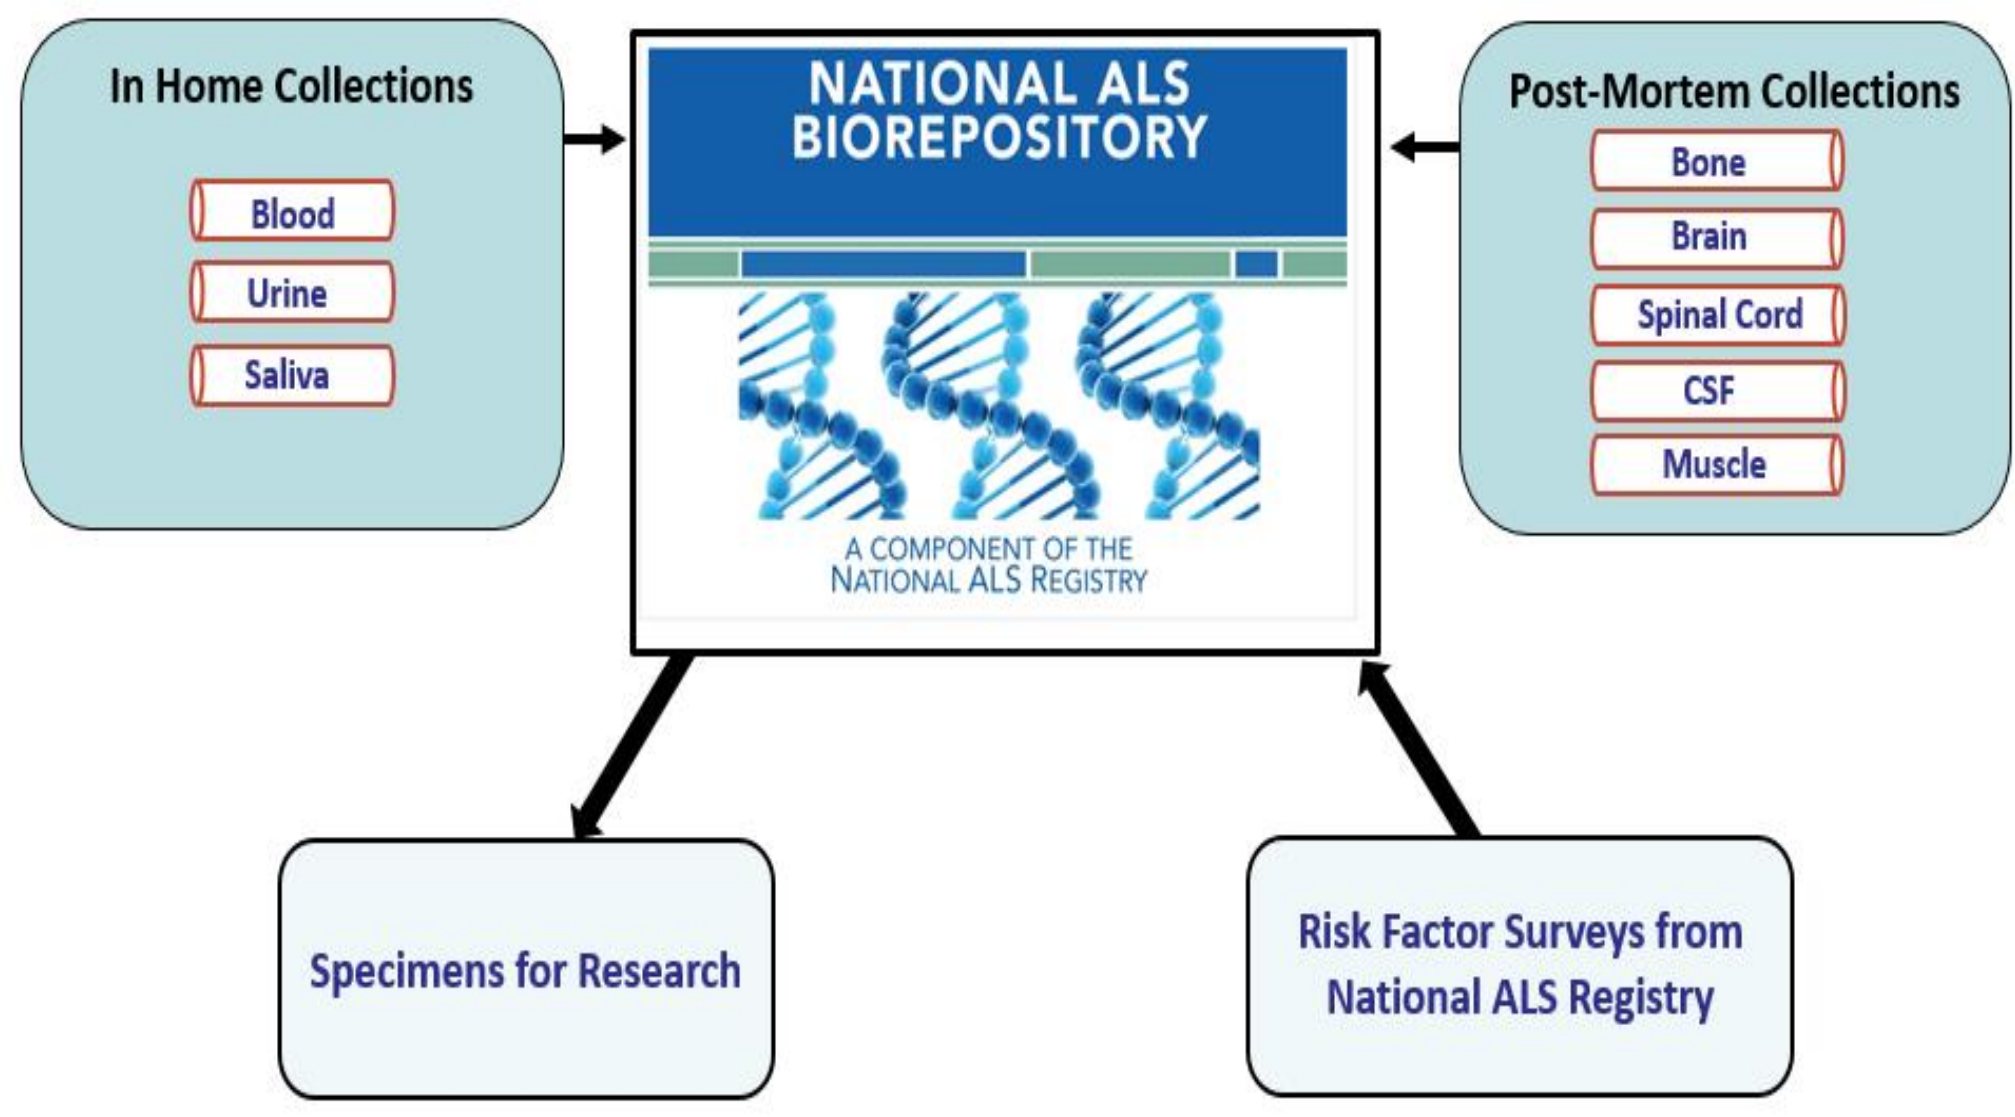 In Home Collections
Blood
Urine
Saliva
NATIONAL ALS
BIOREPOSITORY
A COMPONENT OF THE
NATIONAL ALS REGISTRY
Post-Mortem Collections
Bone
Brain
Spinal Cord
CSF
Muscle
Specimens for Research
Risk Factor Surveys from
National ALS Registry